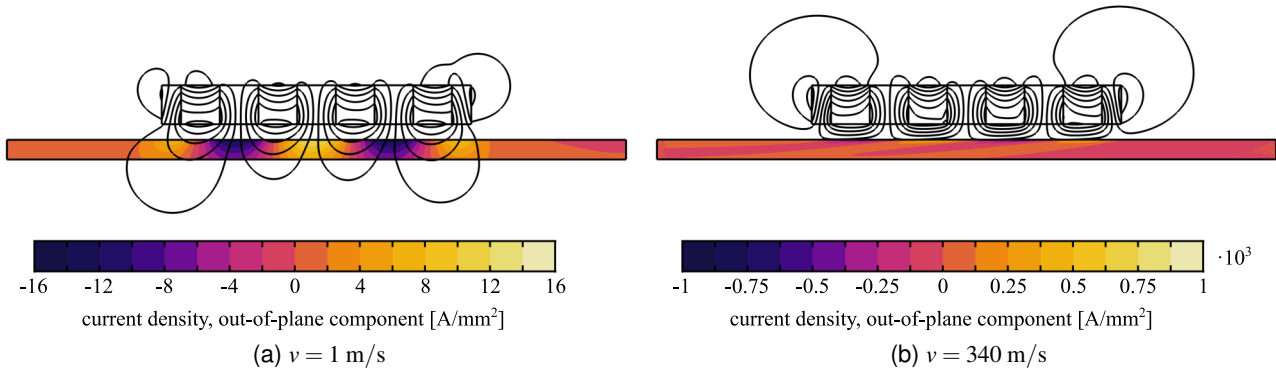 -16 -12 -8 -4 0 4 8 12 16
current density, out-of-plane component [A/mm²]
(a) v = 1 m/s
-1 -0.75 -0.5 -0.25 0 0.25 0.5 0.75 1 ·10³
current density, out-of-plane component [A/mm²]
(b) v = 340 m/s